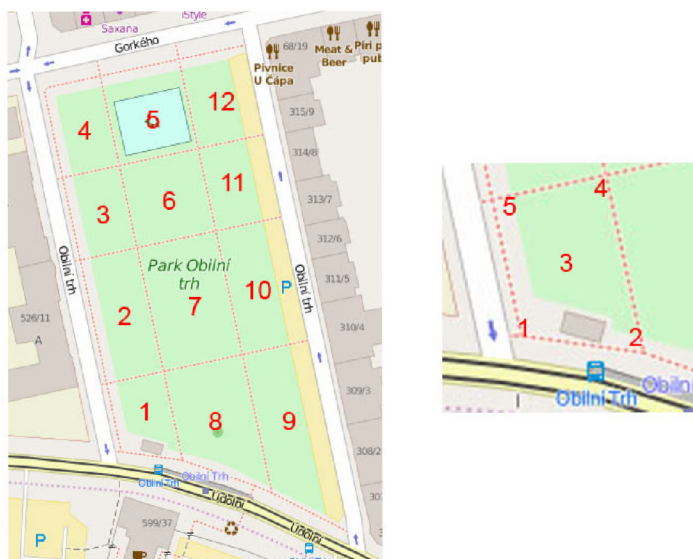 Saxana
iStyle
Gorkého
Pivnice
U Čápa
68/19
Meat &
Beer
Piri p
pub
4
5
12
315/9
314/8
3
6
11
313/7
312/6
Obilní trh
Park Obilní
trh
2
7
10
P
Obilní trh
311/5
526/11
A
310/4
309/3
1
8
9
308/2
Obilní Trh
Obilní Trh
Údolní
Údolní
599/37
P
5
4
3
1
2
Obilní Trh
Obilní